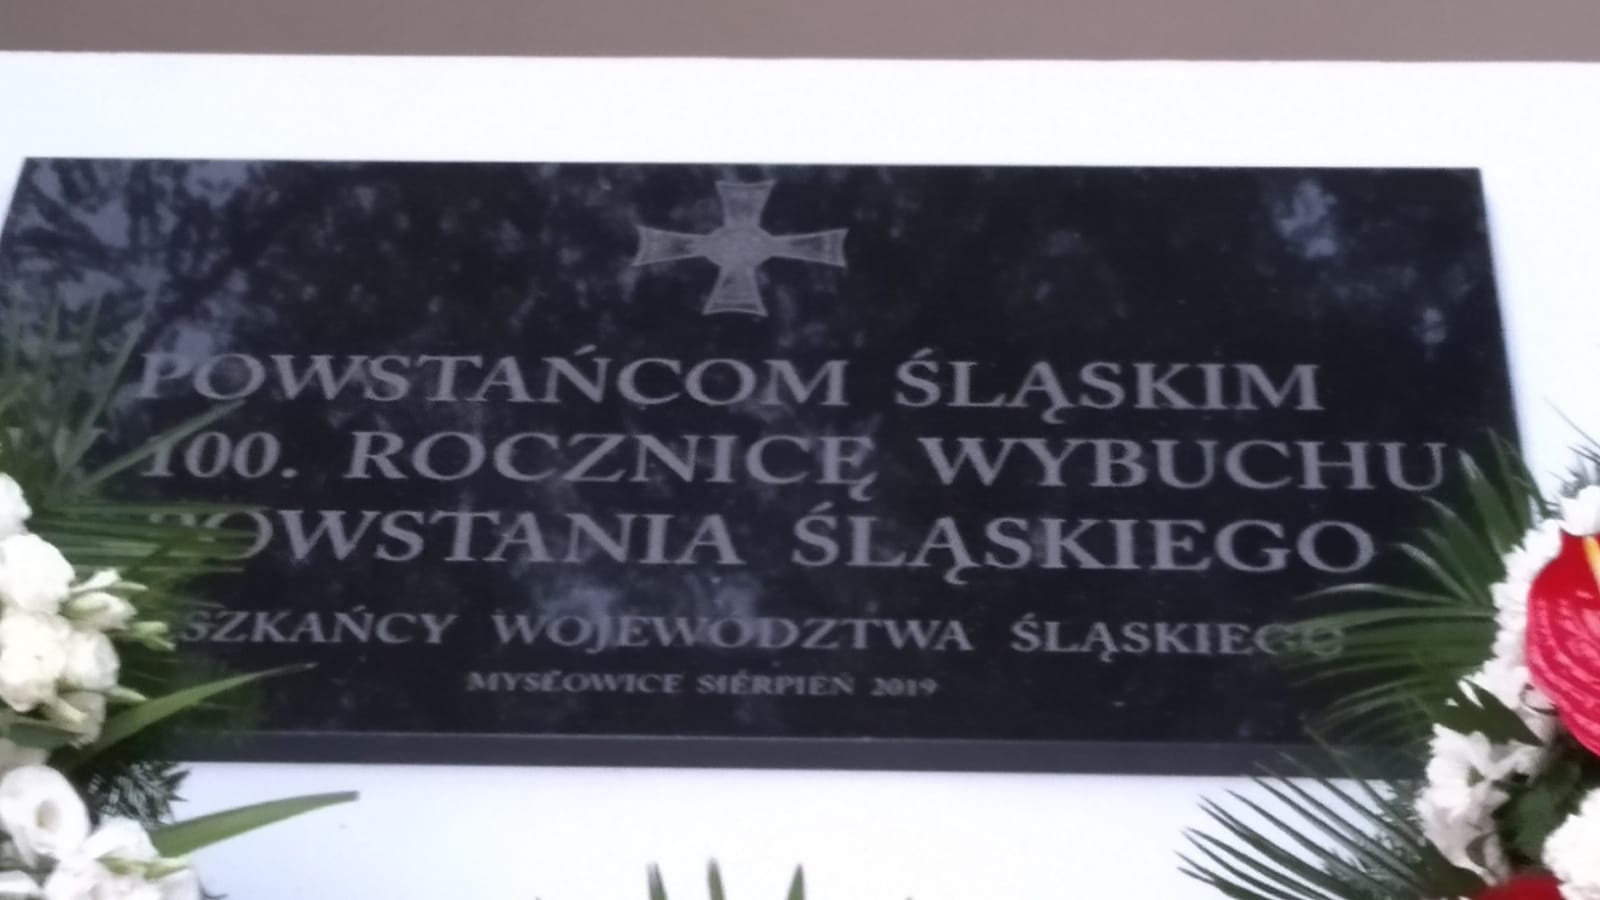 POWSTAŃCOM ŚLĄSKIM
100. ROCZNICĘ WYBUCHU
POWSTANIA ŚLĄSKIEGO
WOJEWÓDZTWA ŚLĄSKIEGO
MYSŁOWICE SIERPIEŃ 2019